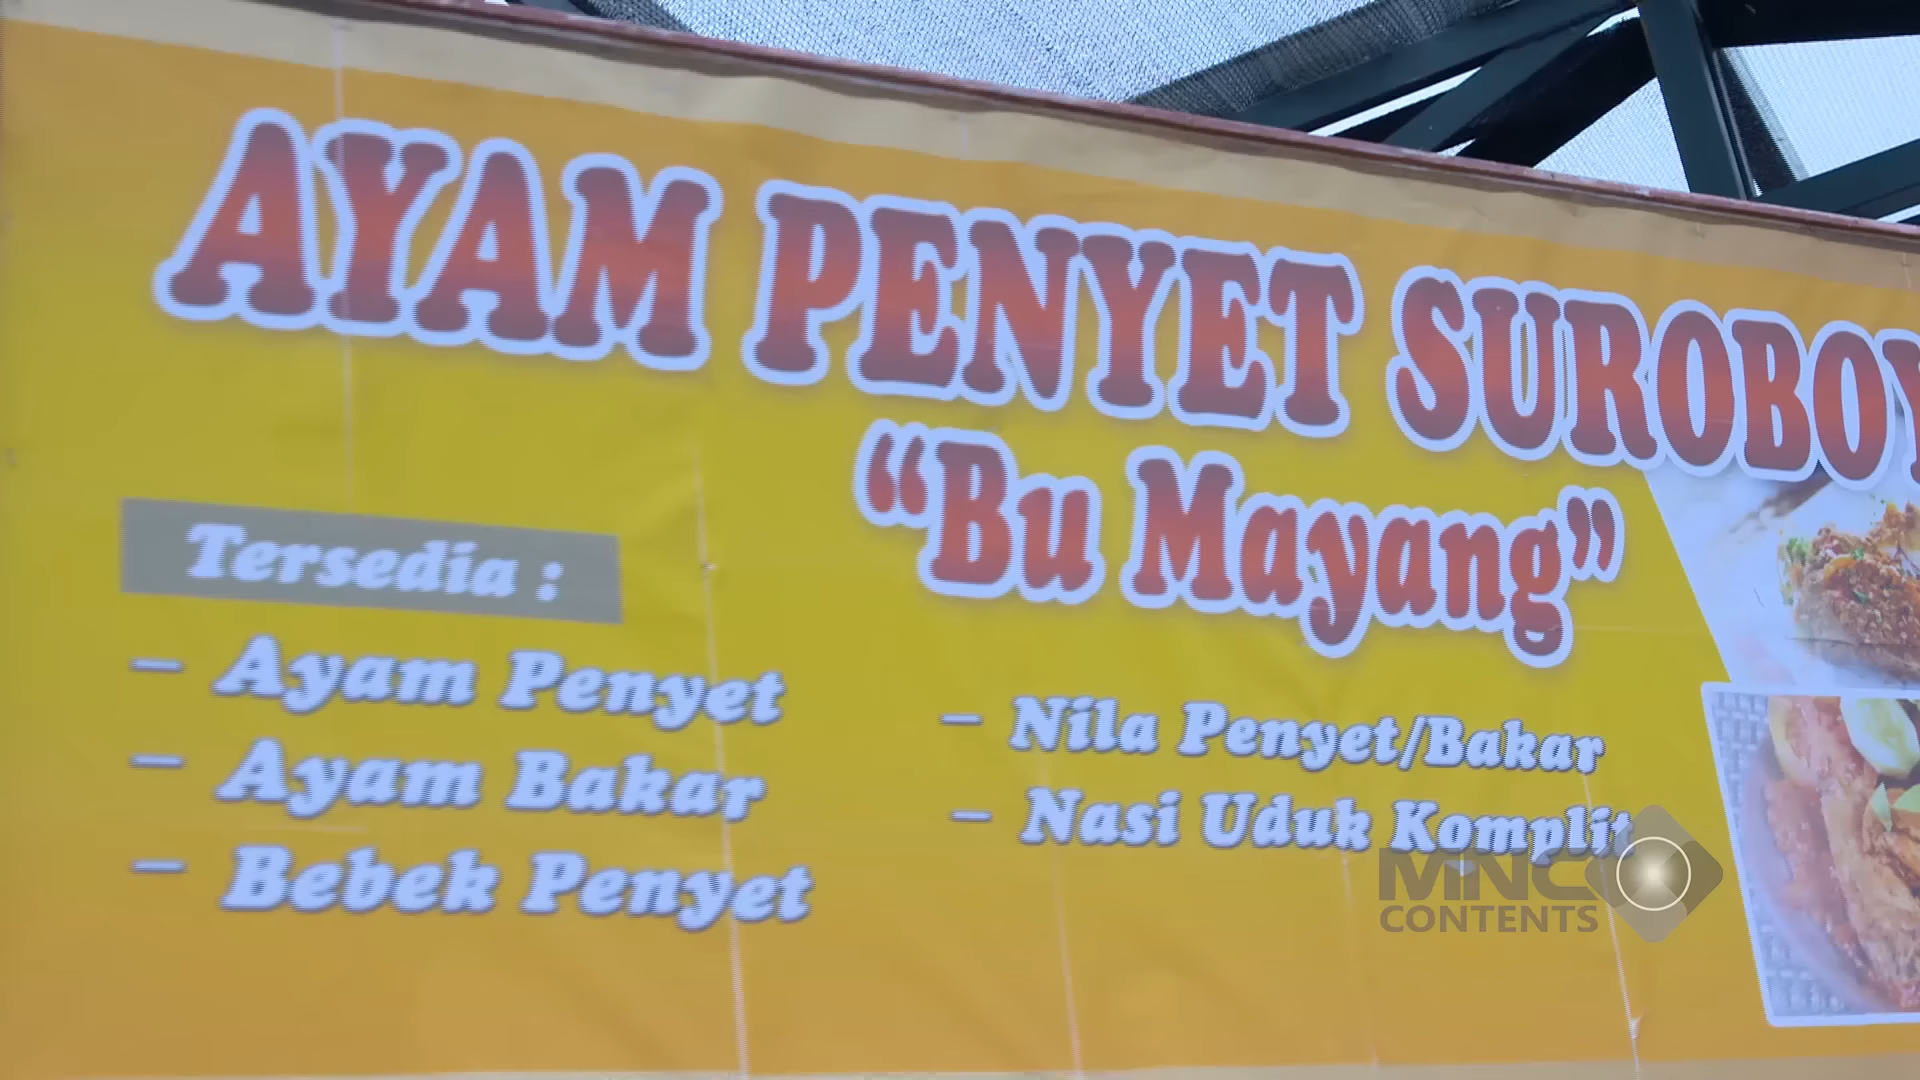 AYAM PENYET SUROBOY
“Bu Mayang”
Tersedia :
– Ayam Penyet
– Ayam Bakar
– Bebek Penyet
– Nila Penyet/Bakar
– Nasi Uduk Komplit
MNC
CONTENTS